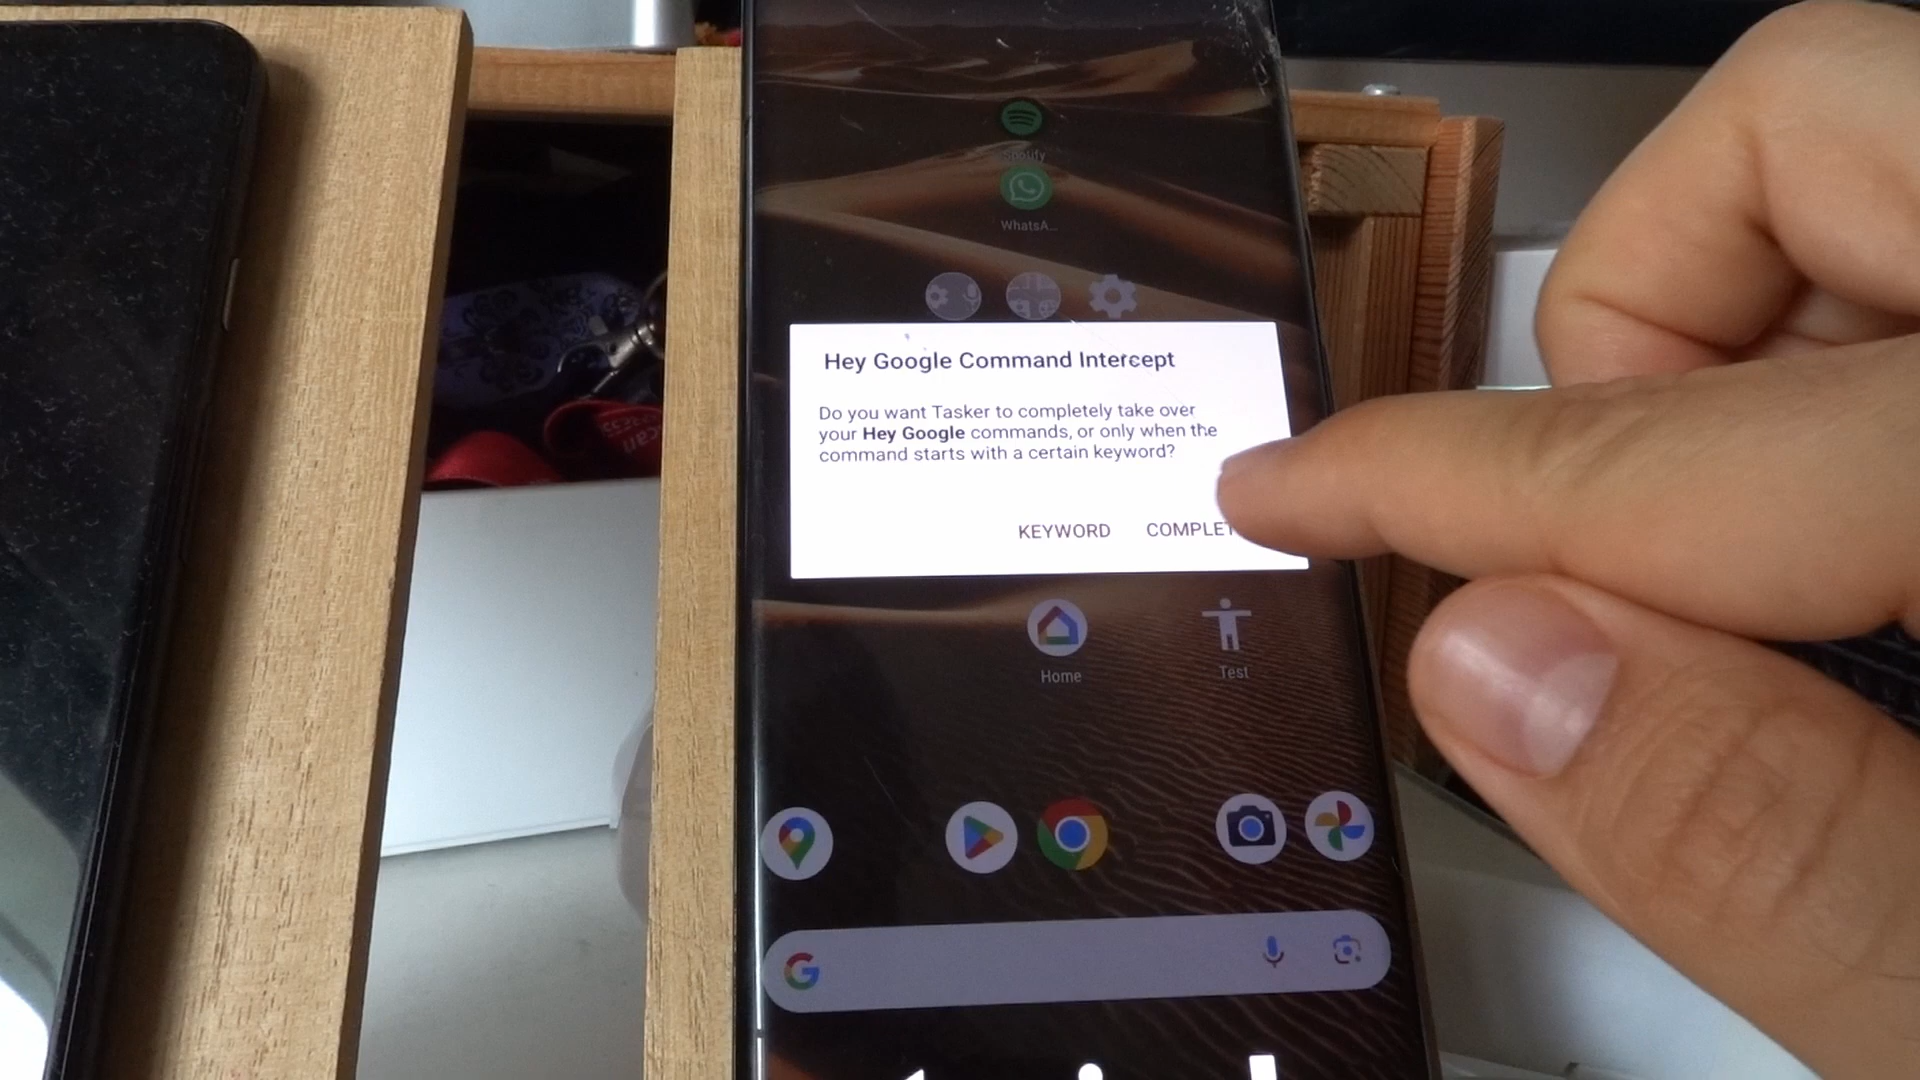 Spotify
WhatsA...
Hey Google Command Intercept
Do you want Tasker to completely take over
your Hey Google commands, or only when the
command starts with a certain keyword?
KEYWORD COMPLET
Home Test
G